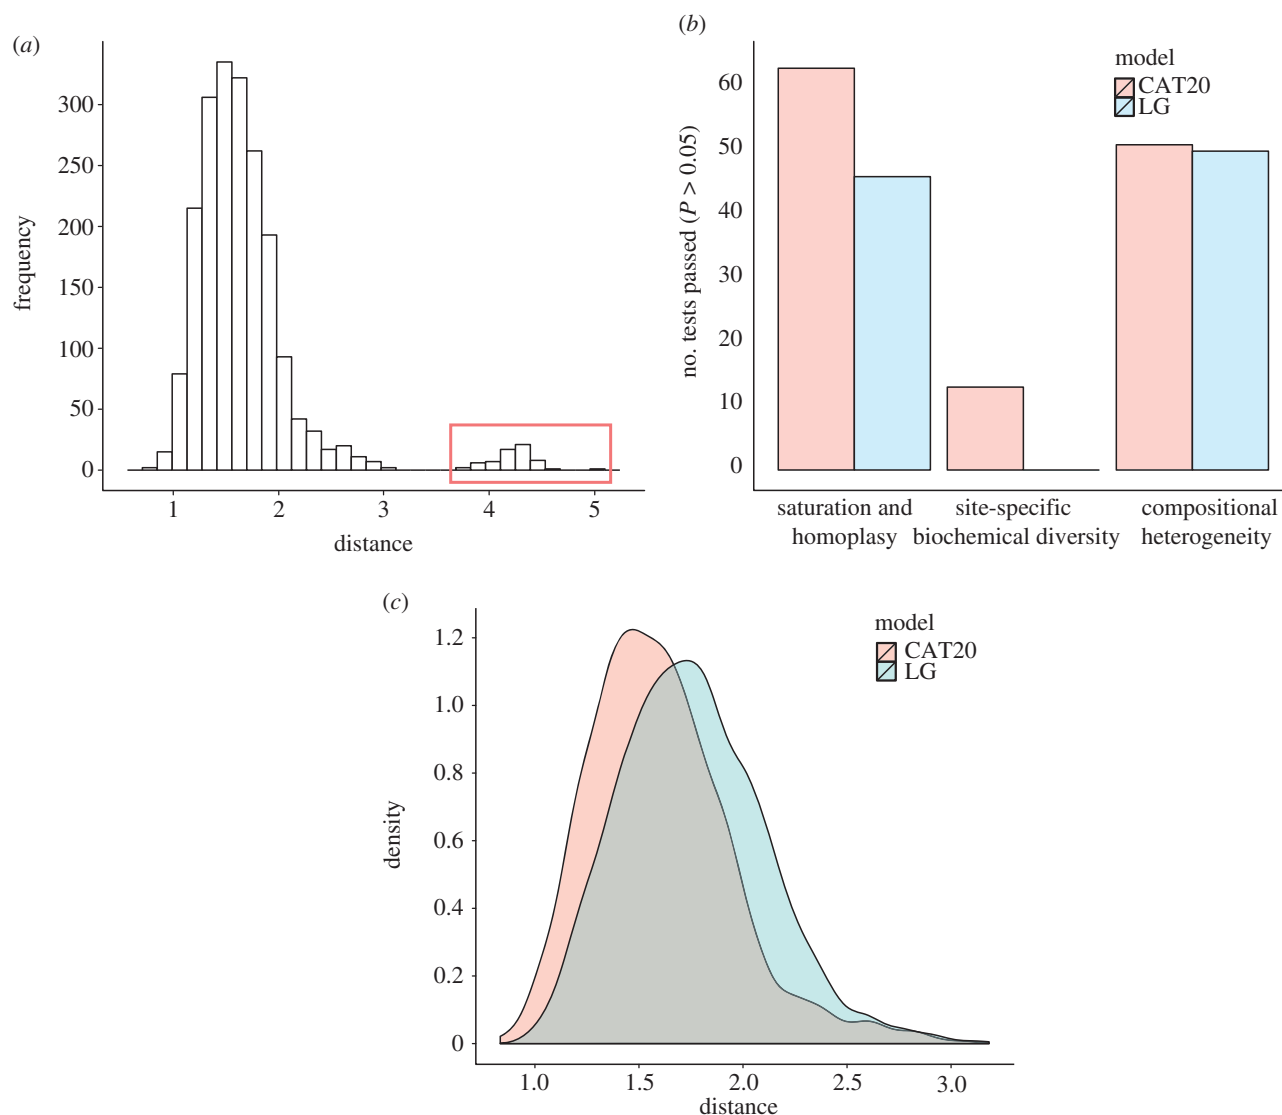 (a)
frequency
300
250
200
150
100
50
0
1 2 3 4 5
distance
(b)
no. tests passed (P > 0.05)
60
50
40
30
20
10
0
model
CAT20
LG
saturation and homoplasy
site-specific biochemical diversity
compositional heterogeneity
(c)
density
1.2
1.0
0.8
0.6
0.4
0.2
0
1.0 1.5 2.0 2.5 3.0
distance
model
CAT20
LG